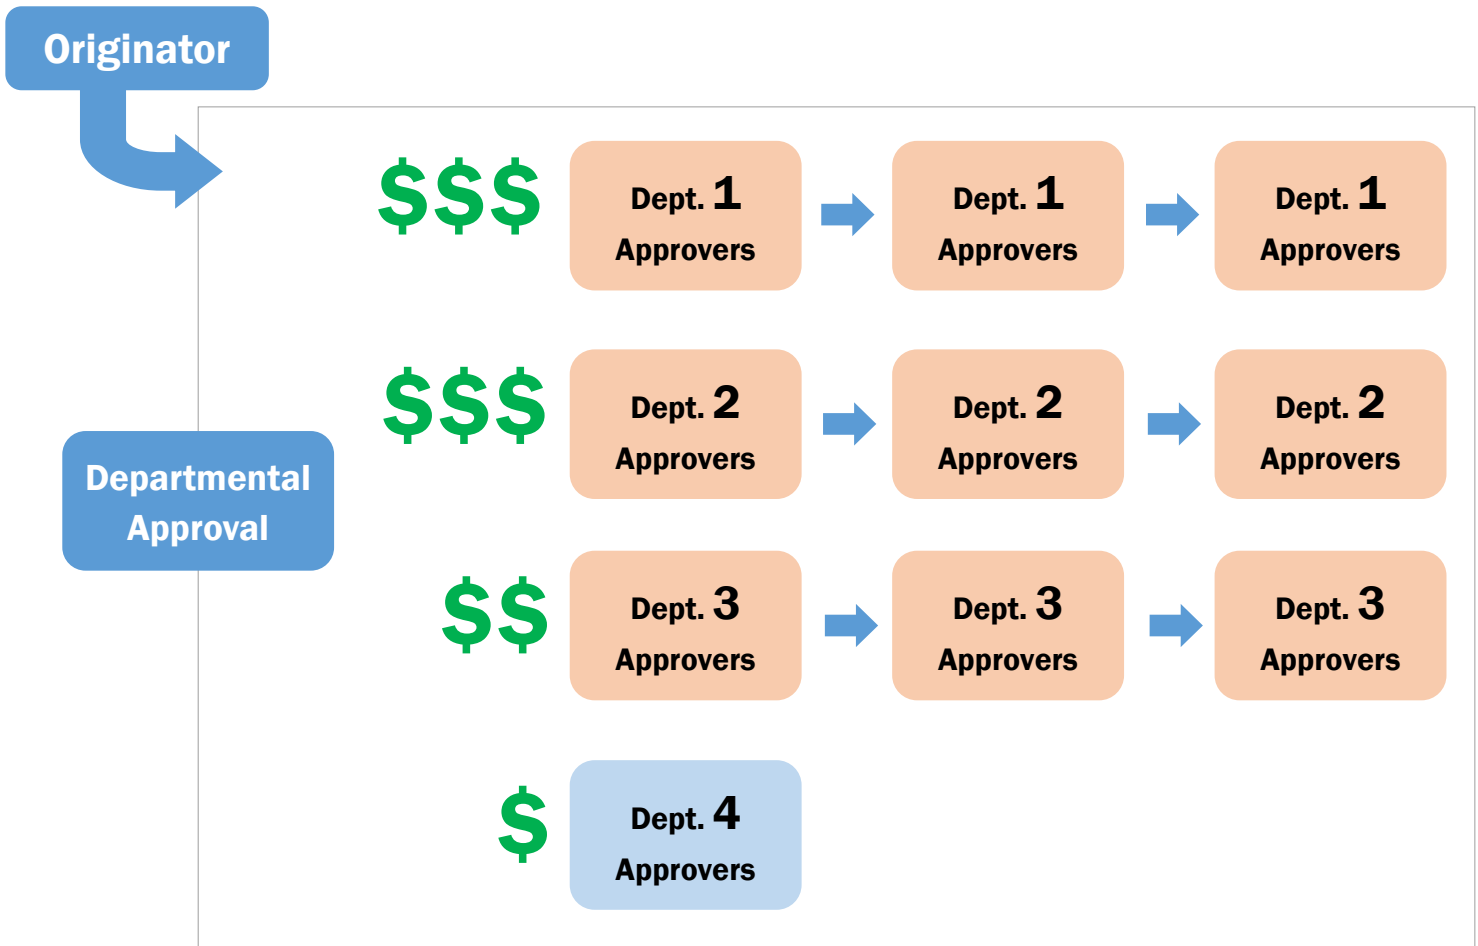 Originator
$$$
Dept. 1
Approvers
Dept. 1
Approvers
Dept. 1
Approvers
$$$
Dept. 2
Approvers
Dept. 2
Approvers
Dept. 2
Approvers
Departmental
Approval
$$
Dept. 3
Approvers
Dept. 3
Approvers
Dept. 3
Approvers
$
Dept. 4
Approvers